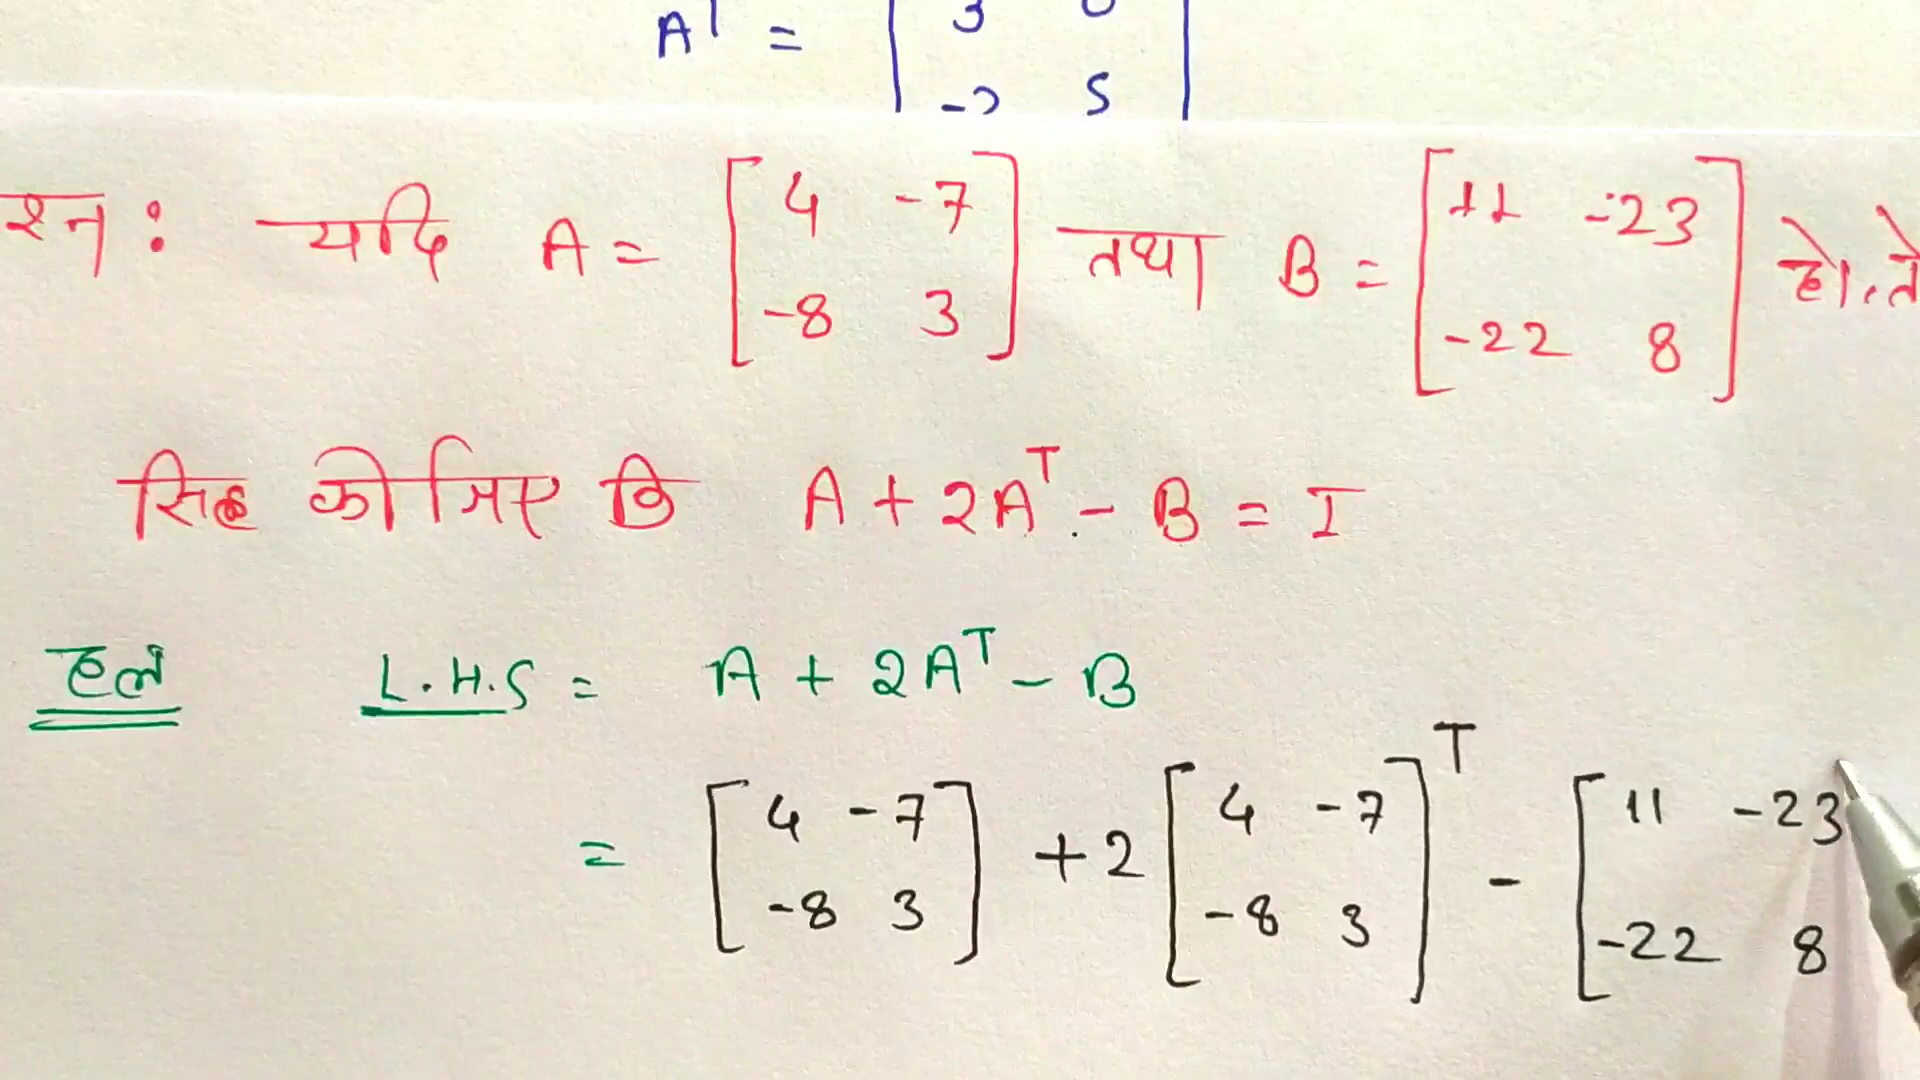 A' = 3 0
-2 5
श्न : यदि A = [4 -7] तथा B = [11 -23] हो, तो
[-8 3] [-22 8]
सिद्ध कीजिए कि A + 2Aᵀ - B = I
हल L.H.S = A + 2Aᵀ - B
= [4 -7] + 2 [4 -7]ᵀ - [11 -23
[-8 3] [-8 3] [-22 8